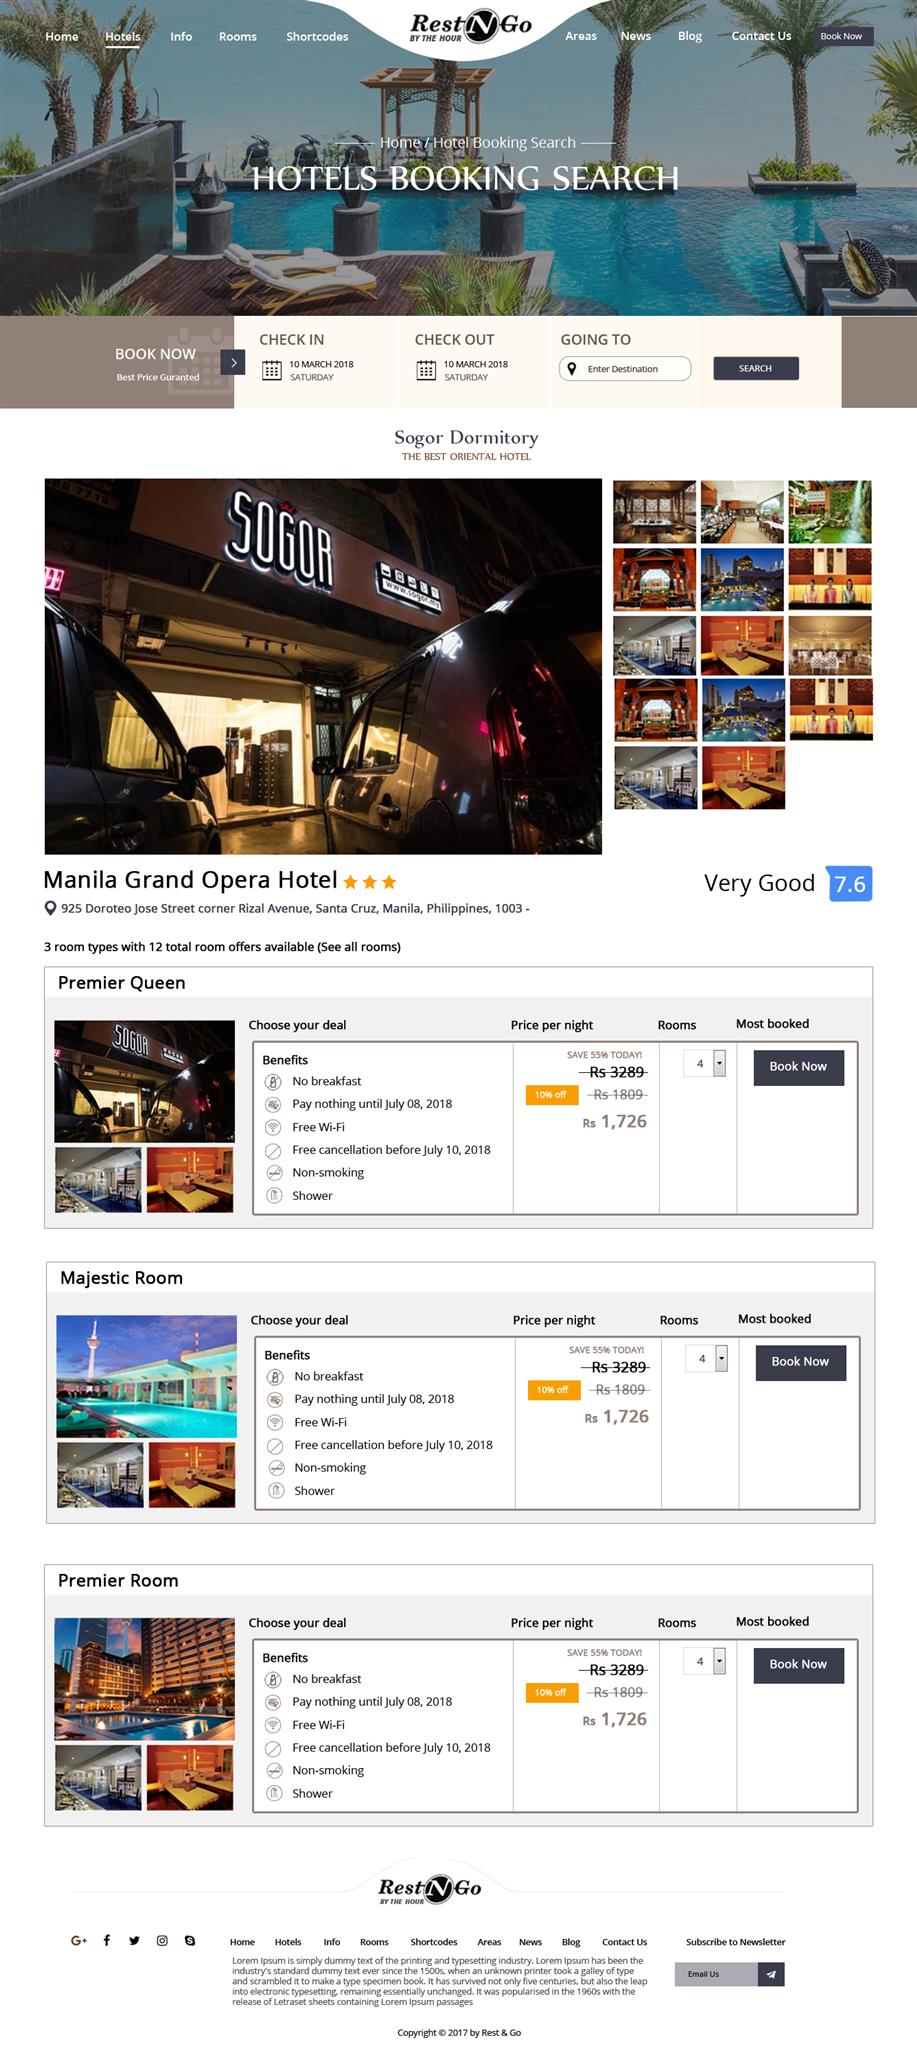 Home Hotels Info Rooms Shortcodes
Rest N Go
BY THE HOUR
Areas News Blog Contact Us Book Now
Home / Hotel Booking Search
HOTELS BOOKING SEARCH
BOOK NOW
Best Price Guranted
CHECK IN
10 MARCH 2018
SATURDAY
CHECK OUT
10 MARCH 2018
SATURDAY
GOING TO
Enter Destination
SEARCH
Sogor Dormitory
THE BEST ORIENTAL HOTEL
SOGOR
Manila Grand Opera Hotel
Very Good 7.6
925 Doroteo Jose Street corner Rizal Avenue, Santa Cruz, Manila, Philippines, 1003 -
3 room types with 12 total room offers available (See all rooms)
Premier Queen
SOGOR
Choose your deal Price per night Rooms Most booked
Benefits
No breakfast
Pay nothing until July 08, 2018
Free Wi-Fi
Free cancellation before July 10, 2018
Non-smoking
Shower
SAVE 55% TODAY!
Rs 3289
10% off Rs 1809
Rs 1,726
4
Book Now
Majestic Room
Choose your deal Price per night Rooms Most booked
Benefits
No breakfast
Pay nothing until July 08, 2018
Free Wi-Fi
Free cancellation before July 10, 2018
Non-smoking
Shower
SAVE 55% TODAY!
Rs 3289
10% off Rs 1809
Rs 1,726
4
Book Now
Premier Room
Choose your deal Price per night Rooms Most booked
Benefits
No breakfast
Pay nothing until July 08, 2018
Free Wi-Fi
Free cancellation before July 10, 2018
Non-smoking
Shower
SAVE 55% TODAY!
Rs 3289
10% off Rs 1809
Rs 1,726
4
Book Now
Rest N Go
BY THE HOUR
Home Hotels Info Rooms Shortcodes Areas News Blog Contact Us
Lorem Ipsum is simply dummy text of the printing and typesetting industry. Lorem Ipsum has been the
industry's standard dummy text ever since the 1500s, when an unknown printer took a galley of type
and scrambled it to make a type specimen book. It has survived not only five centuries, but also the leap
into electronic typesetting, remaining essentially unchanged. It was popularised in the 1960s with the
release of Letraset sheets containing Lorem Ipsum passages
Subscribe to Newsletter
Email Us
Copyright © 2017 by Rest & Go